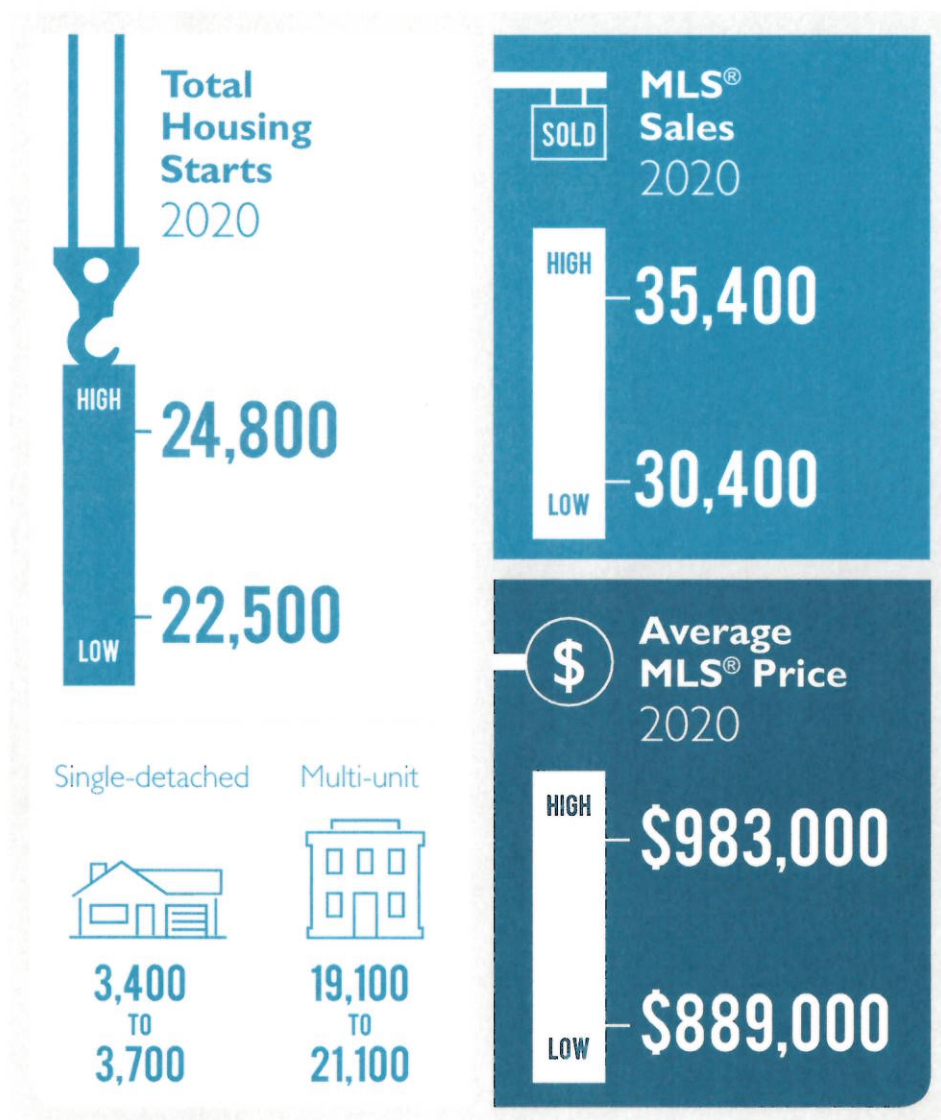 Total
Housing
Starts
2020
HIGH
24,800
22,500
LOW
Single-detached
Multi-unit
3,400
TO
3,700
19,100
TO
21,100
SOLD
MLS®
Sales
2020
HIGH
35,400
30,400
LOW
$
Average
MLS® Price
2020
HIGH
$983,000
$889,000
LOW